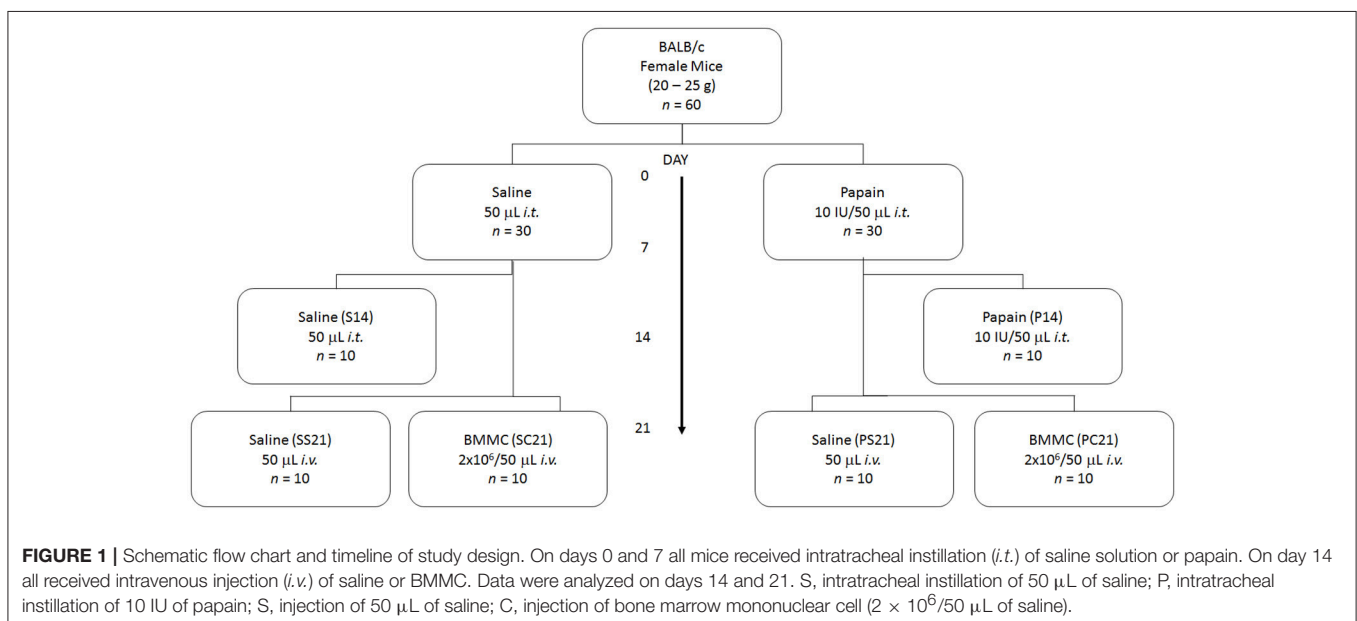 BALB/c
Female Mice
(20 – 25 g)
n = 60
DAY
0
Saline
50 µL i.t.
n = 30
Papain
10 IU/50 µL i.t.
n = 30
7
Saline (S14)
50 µL i.t.
n = 10
14
Papain (P14)
10 IU/50 µL i.t.
n = 10
Saline (SS21)
50 µL i.v.
n = 10
BMMC (SC21)
2x10⁶/50 µL i.v.
n = 10
21
Saline (PS21)
50 µL i.v.
n = 10
BMMC (PC21)
2x10⁶/50 µL i.v.
n = 10
FIGURE 1 | Schematic flow chart and timeline of study design. On days 0 and 7 all mice received intratracheal instillation (i.t.) of saline solution or papain. On day 14
all received intravenous injection (i.v.) of saline or BMMC. Data were analyzed on days 14 and 21. S, intratracheal instillation of 50 µL of saline; P, intratracheal
instillation of 10 IU of papain; S, injection of 50 µL of saline; C, injection of bone marrow mononuclear cell (2 × 10⁶/50 µL of saline).